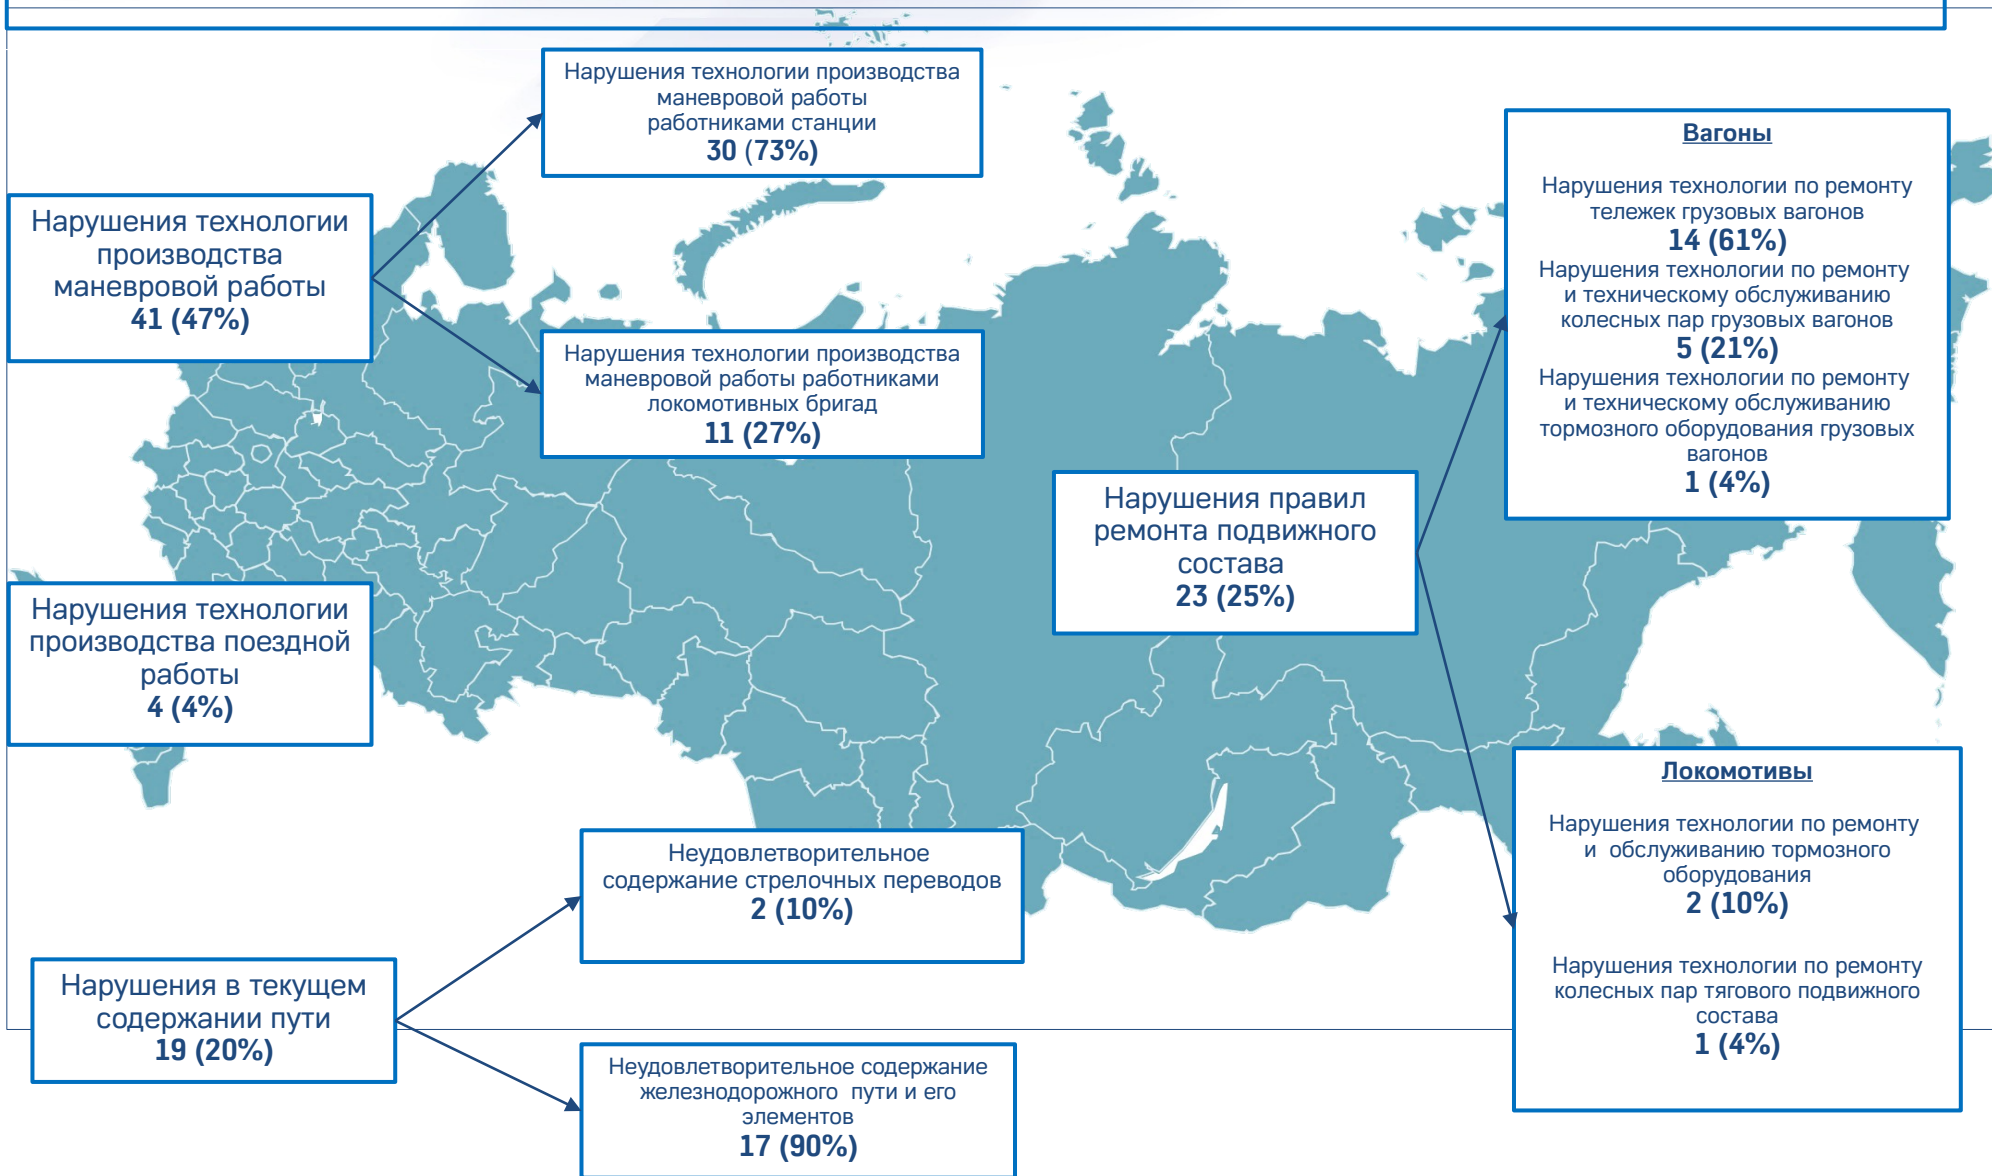 Нарушения технологии производства
маневровой работы
работниками станции
30 (73%)
Нарушения технологии
производства
маневровой работы
41 (47%)
Нарушения технологии производства
маневровой работы работниками
локомотивных бригад
11 (27%)
Вагоны
Нарушения технологии по ремонту
тележек грузовых вагонов
14 (61%)
Нарушения технологии по ремонту
и техническому обслуживанию
колесных пар грузовых вагонов
5 (21%)
Нарушения технологии по ремонту
и техническому обслуживанию
тормозного оборудования грузовых
вагонов
1 (4%)
Нарушения правил
ремонта подвижного
состава
23 (25%)
Нарушения технологии
производства поездной
работы
4 (4%)
Локомотивы
Нарушения технологии по ремонту
и обслуживанию тормозного
оборудования
2 (10%)
Нарушения технологии по ремонту
колесных пар тягового подвижного
состава
1 (4%)
Неудовлетворительное
содержание стрелочных переводов
2 (10%)
Нарушения в текущем
содержании пути
19 (20%)
Неудовлетворительное содержание
железнодорожного пути и его
элементов
17 (90%)